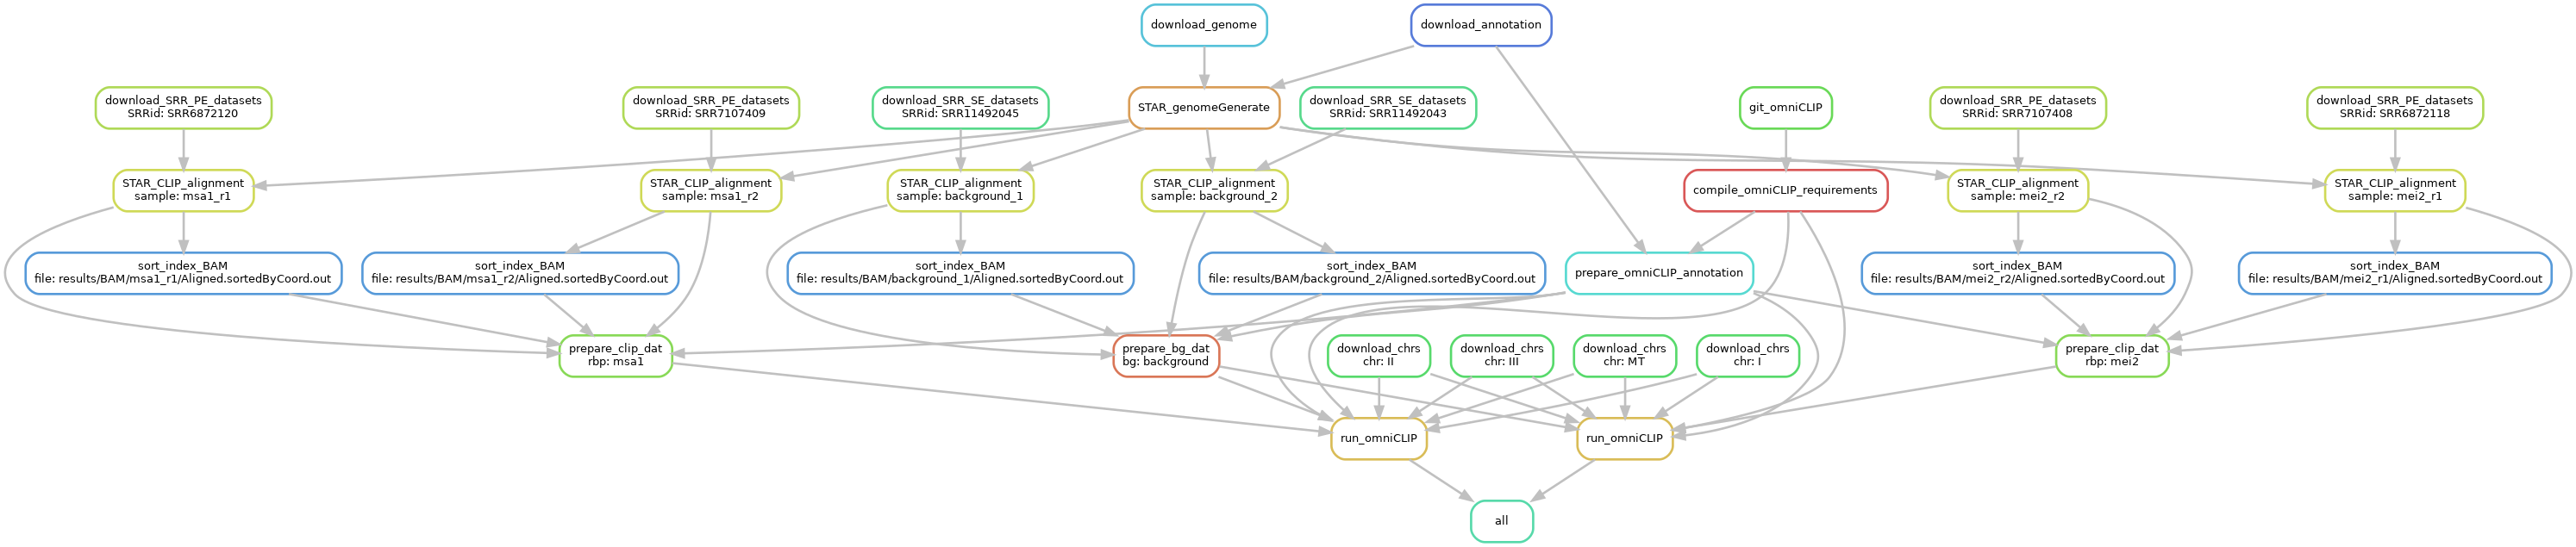 download_genome
download_annotation
download_SRR_PE_datasets
SRRid: SRR6872120
download_SRR_PE_datasets
SRRid: SRR7107409
download_SRR_SE_datasets
SRRid: SRR11492045
STAR_genomeGenerate
download_SRR_SE_datasets
SRRid: SRR11492043
git_omniCLIP
download_SRR_PE_datasets
SRRid: SRR7107408
download_SRR_PE_datasets
SRRid: SRR6872118
STAR_CLIP_alignment
sample: msa1_r1
STAR_CLIP_alignment
sample: msa1_r2
STAR_CLIP_alignment
sample: background_1
STAR_CLIP_alignment
sample: background_2
compile_omniCLIP_requirements
STAR_CLIP_alignment
sample: mei2_r2
STAR_CLIP_alignment
sample: mei2_r1
sort_index_BAM
file: results/BAM/msa1_r1/Aligned.sortedByCoord.out
sort_index_BAM
file: results/BAM/msa1_r2/Aligned.sortedByCoord.out
sort_index_BAM
file: results/BAM/background_1/Aligned.sortedByCoord.out
sort_index_BAM
file: results/BAM/background_2/Aligned.sortedByCoord.out
prepare_omniCLIP_annotation
sort_index_BAM
file: results/BAM/mei2_r2/Aligned.sortedByCoord.out
sort_index_BAM
file: results/BAM/mei2_r1/Aligned.sortedByCoord.out
prepare_clip_dat
rbp: msa1
prepare_bg_dat
bg: background
download_chrs
chr: II
download_chrs
chr: III
download_chrs
chr: MT
download_chrs
chr: I
prepare_clip_dat
rbp: mei2
run_omniCLIP
run_omniCLIP
all